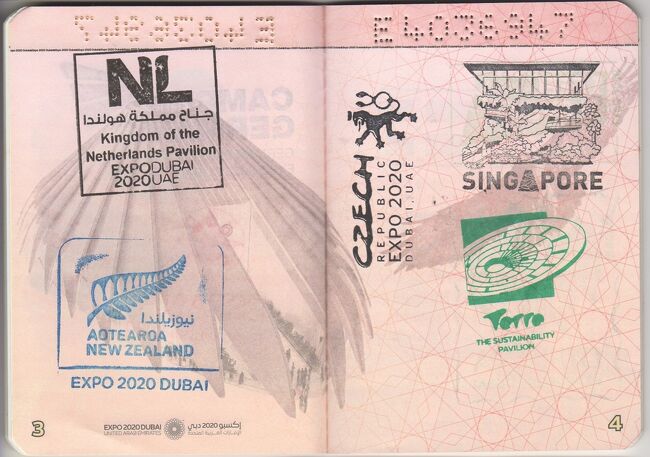 NL
جناح مملكة هولندا
Kingdom of the
Netherlands Pavilion
EXPODUBAI
2020UAE
نيوزيلندا
AOTEAROA
NEW ZEALAND
EXPO 2020 DUBAI
3
EXPO 2020 DUBAI
UNITED ARAB EMIRATES
إكسبو 2020 دبي
الإمارات العربية المتحدة
E4036947
CZECH
REPUBLIC
EXPO 2020
DUBAI, UAE
SINGAPORE
Terra
THE SUSTAINABILITY
PAVILION
4